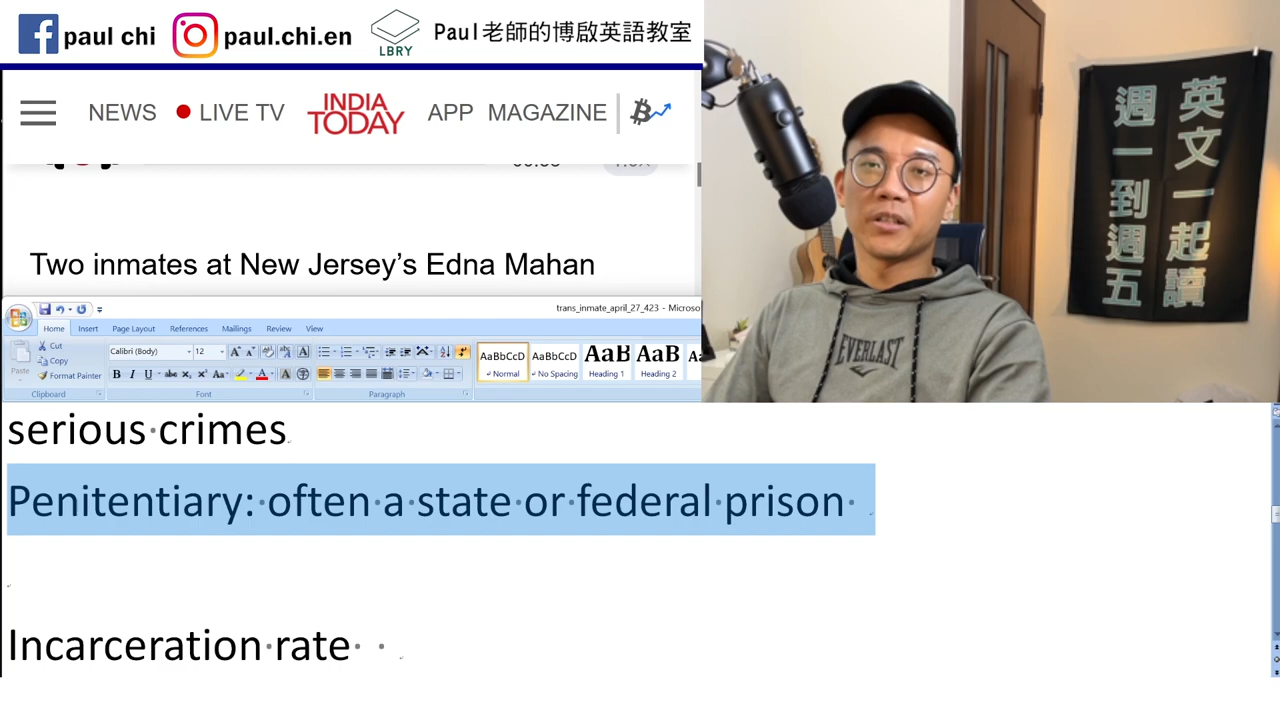 paul chi
paul.chi.en
LBRY
Paul老師的博啟英語教室
NEWS
LIVE TV
INDIA
TODAY
APP
MAGAZINE
Two inmates at New Jersey’s Edna Mahan
trans_inmate_april_27_423 - Microso
Home
Insert
Page Layout
References
Mailings
Review
View
Paste
Cut
Copy
Format Painter
Clipboard
Calibri (Body)
12
Font
Paragraph
AaBbCcD
Normal
AaBbCcD
No Spacing
AaBb
Heading 1
AaBb
Heading 2
英文一起讀
週一到週五
EVERLAST
serious crimes
Penitentiary: often a state or federal prison
Incarceration rate